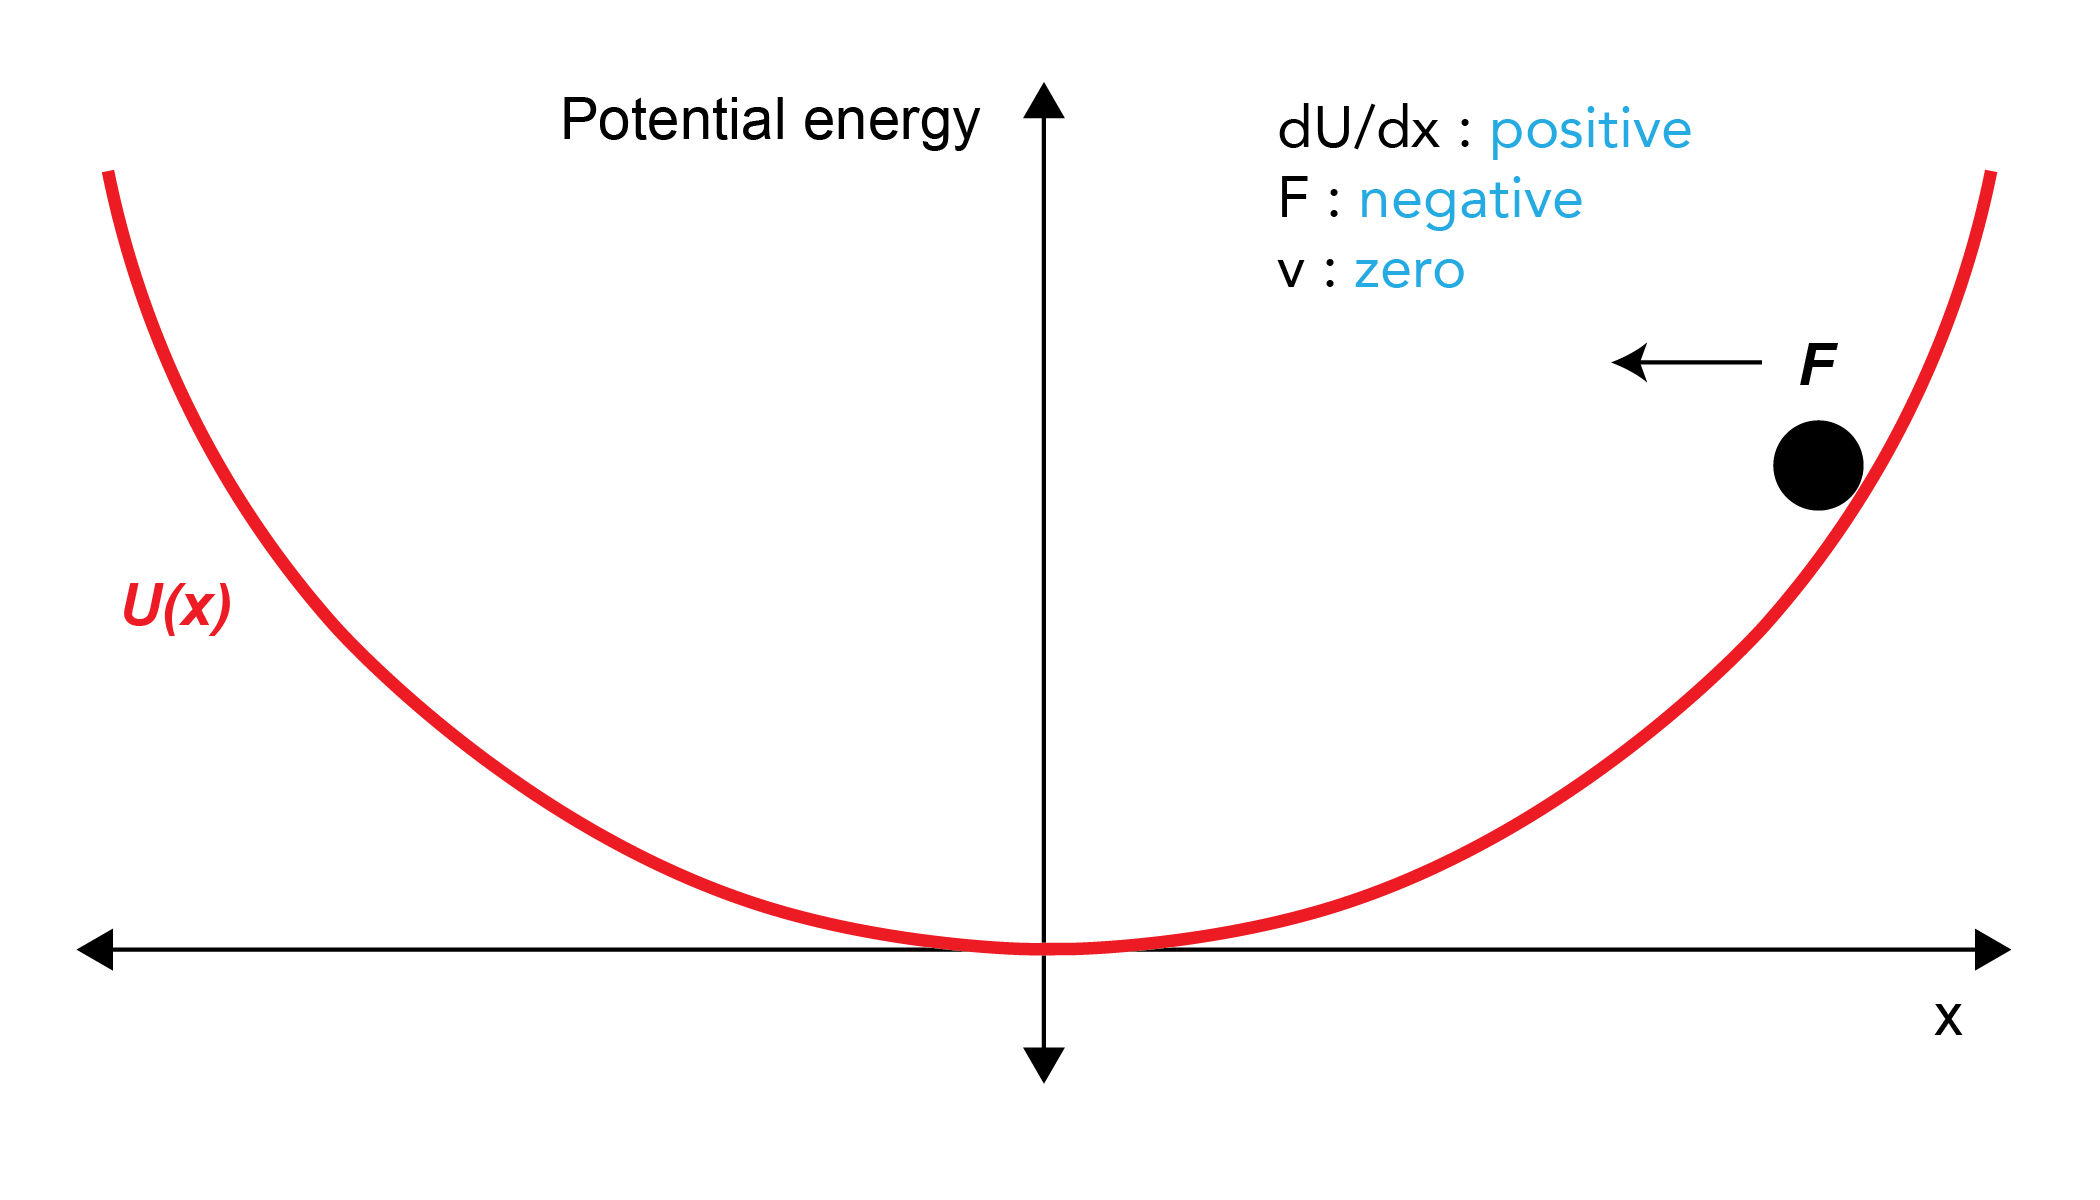 Potential energy
dU/dx : positive
F : negative
v : zero
F
U(x)
x